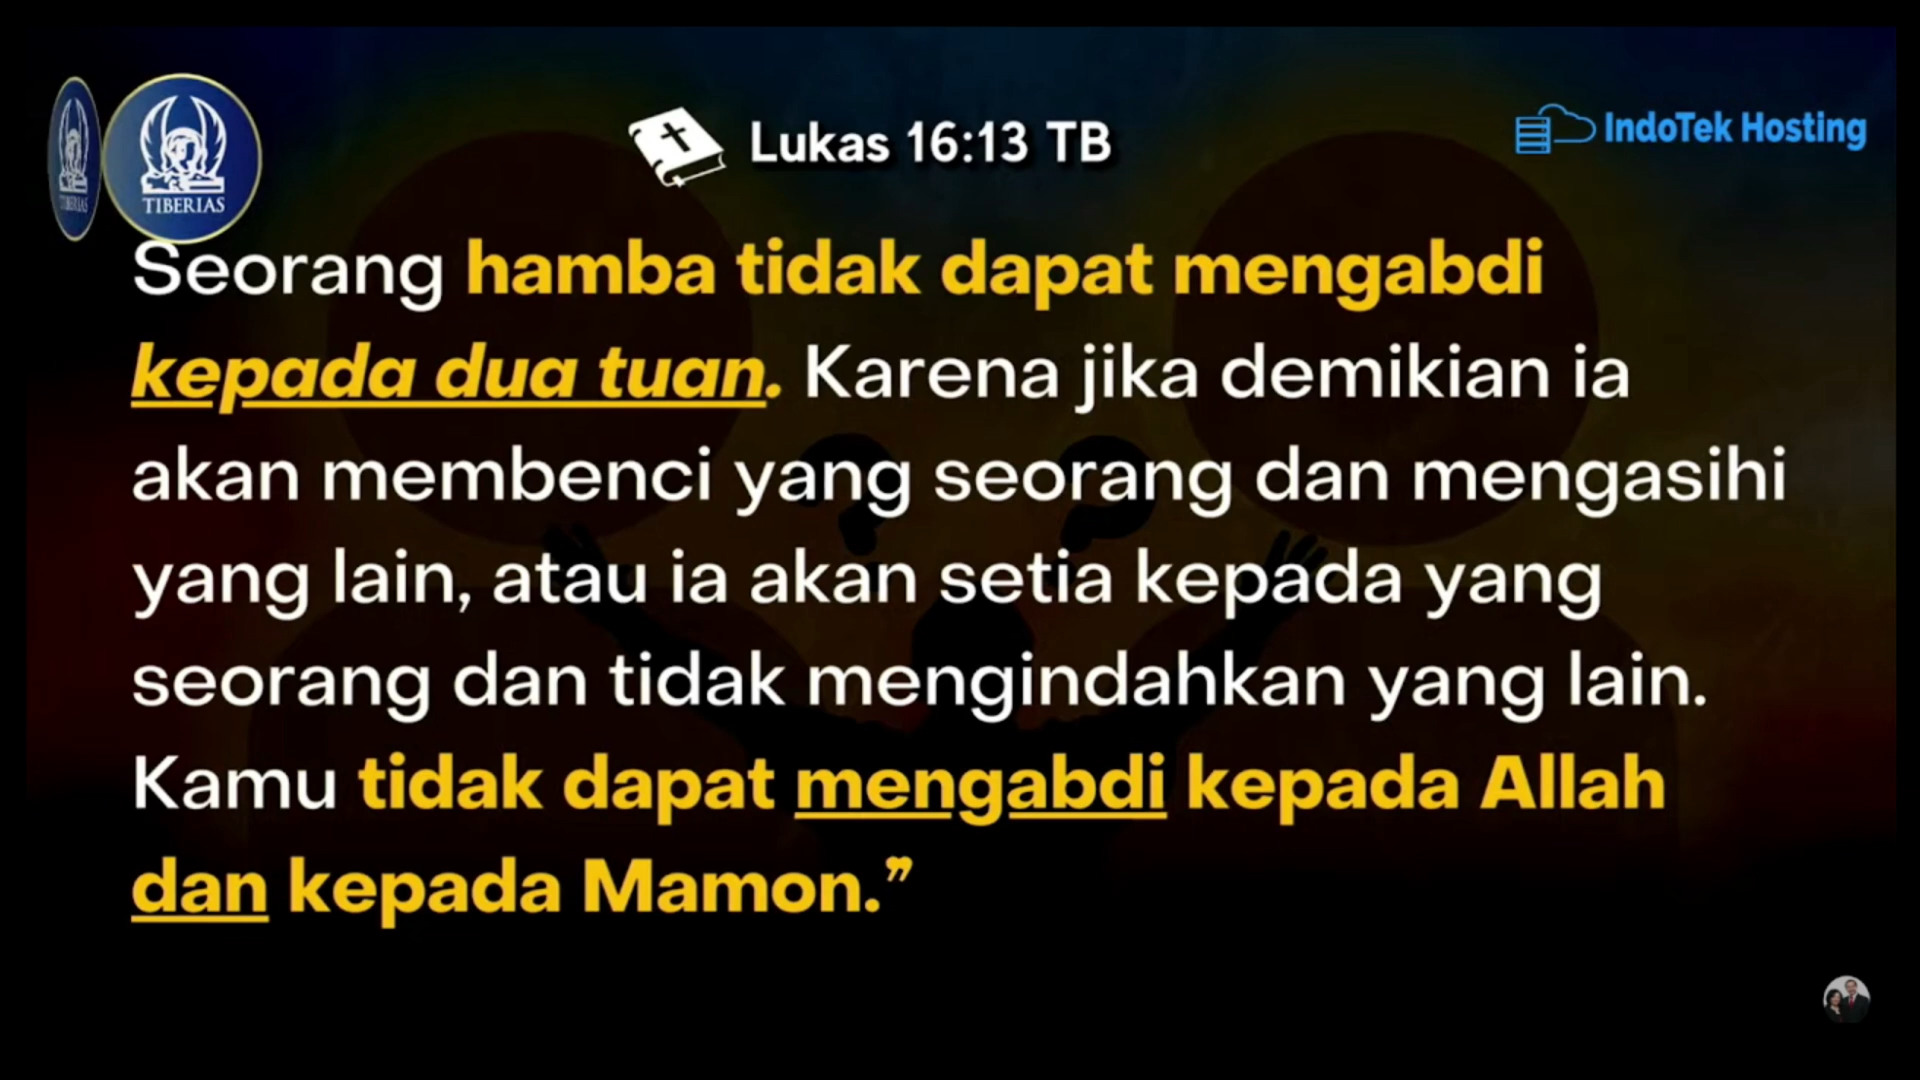 TIBERIAS
TIBERIAS
Lukas 16:13 TB
IndoTek Hosting
Seorang hamba tidak dapat mengabdi
kepada dua tuan. Karena jika demikian ia
akan membenci yang seorang dan mengasihi
yang lain, atau ia akan setia kepada yang
seorang dan tidak mengindahkan yang lain.
Kamu tidak dapat mengabdi kepada Allah
dan kepada Mamon.”